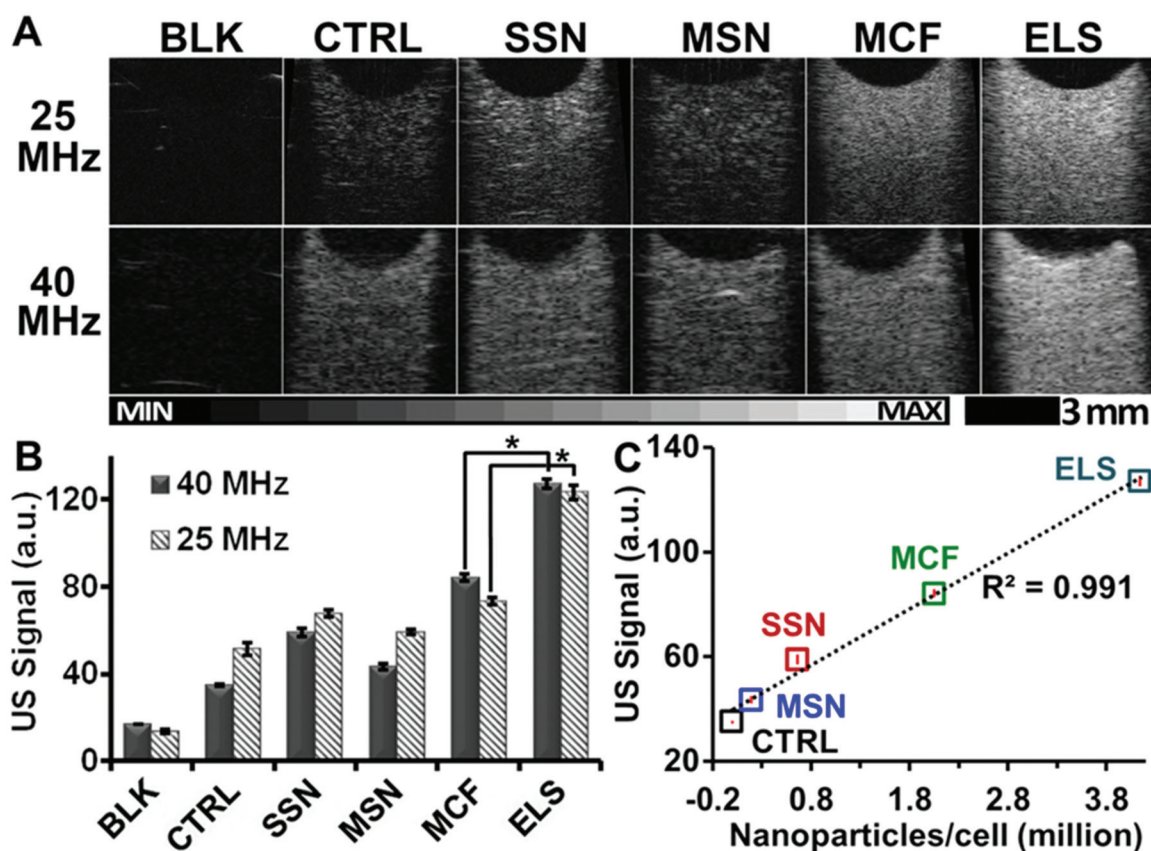 A BLK CTRL SSN MSN MCF ELS
25
MHz
40
MHz
MIN MAX 3 mm
B
US Signal (a.u.)
120
80
40
0
40 MHz
25 MHz
* *
BLK CTRL SSN MSN MCF ELS
C
US Signal (a.u.)
140
100
60
20
ELS
MCF
R² = 0.991
SSN
MSN
CTRL
-0.2 0.8 1.8 2.8 3.8
Nanoparticles/cell (million)